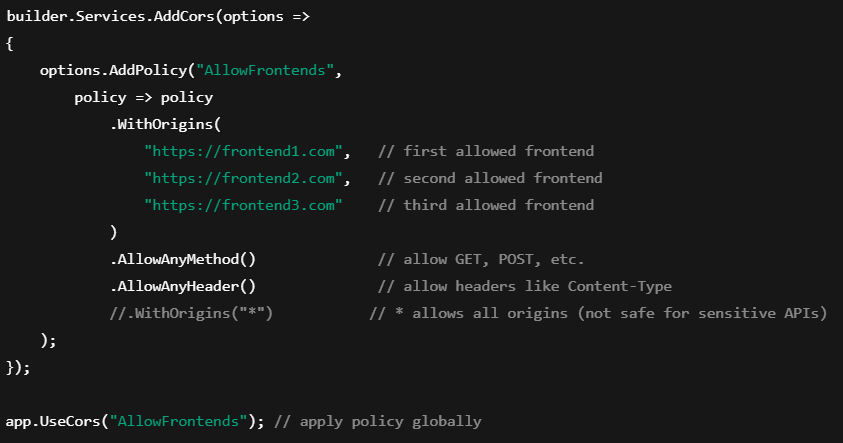 builder.Services.AddCors(options =>
{
    options.AddPolicy("AllowFrontends",
        policy => policy
            .WithOrigins(
                "https://frontend1.com",   // first allowed frontend
                "https://frontend2.com",   // second allowed frontend
                "https://frontend3.com"    // third allowed frontend
            )
            .AllowAnyMethod()              // allow GET, POST, etc.
            .AllowAnyHeader()              // allow headers like Content-Type
            //.WithOrigins("*")           // * allows all origins (not safe for sensitive APIs)
    );
});

app.UseCors("AllowFrontends"); // apply policy globally